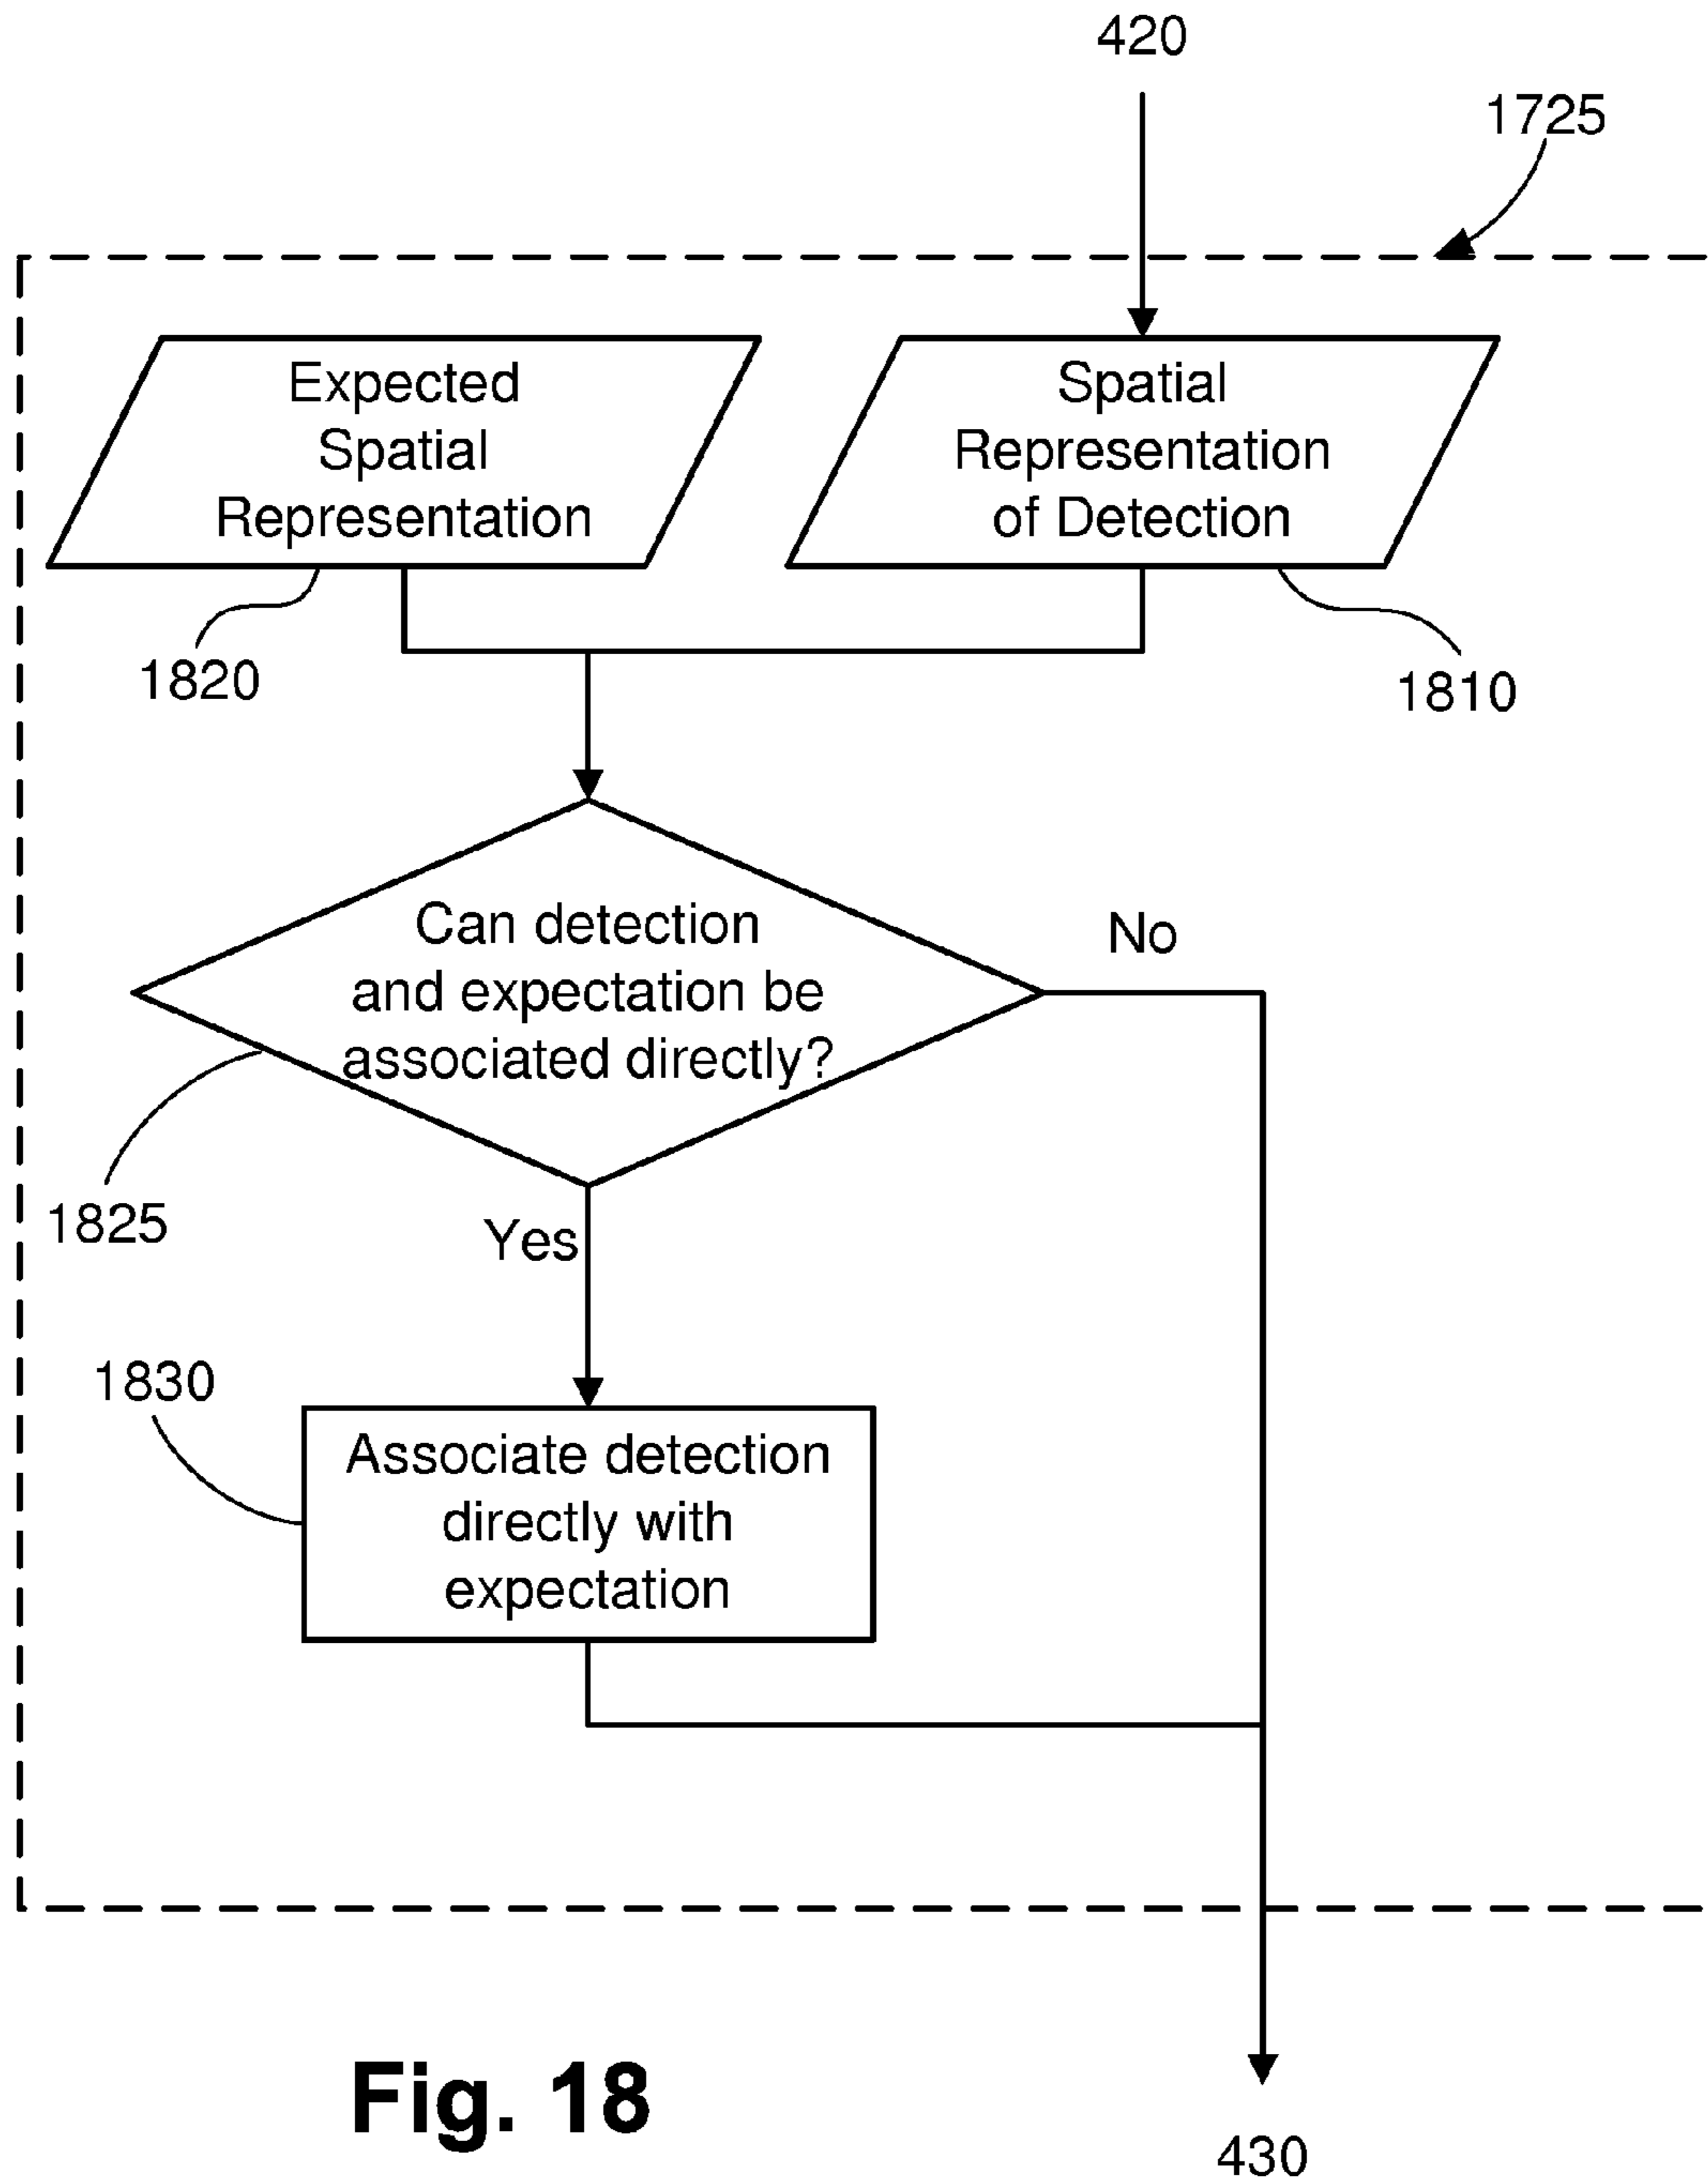 420
1725
Expected
Spatial
Representation
Spatial
Representation
of Detection
1820
1810
Can detection
and expectation be
associated directly?
No
1825
Yes
1830
Associate detection
directly with
expectation
Fig. 18
430